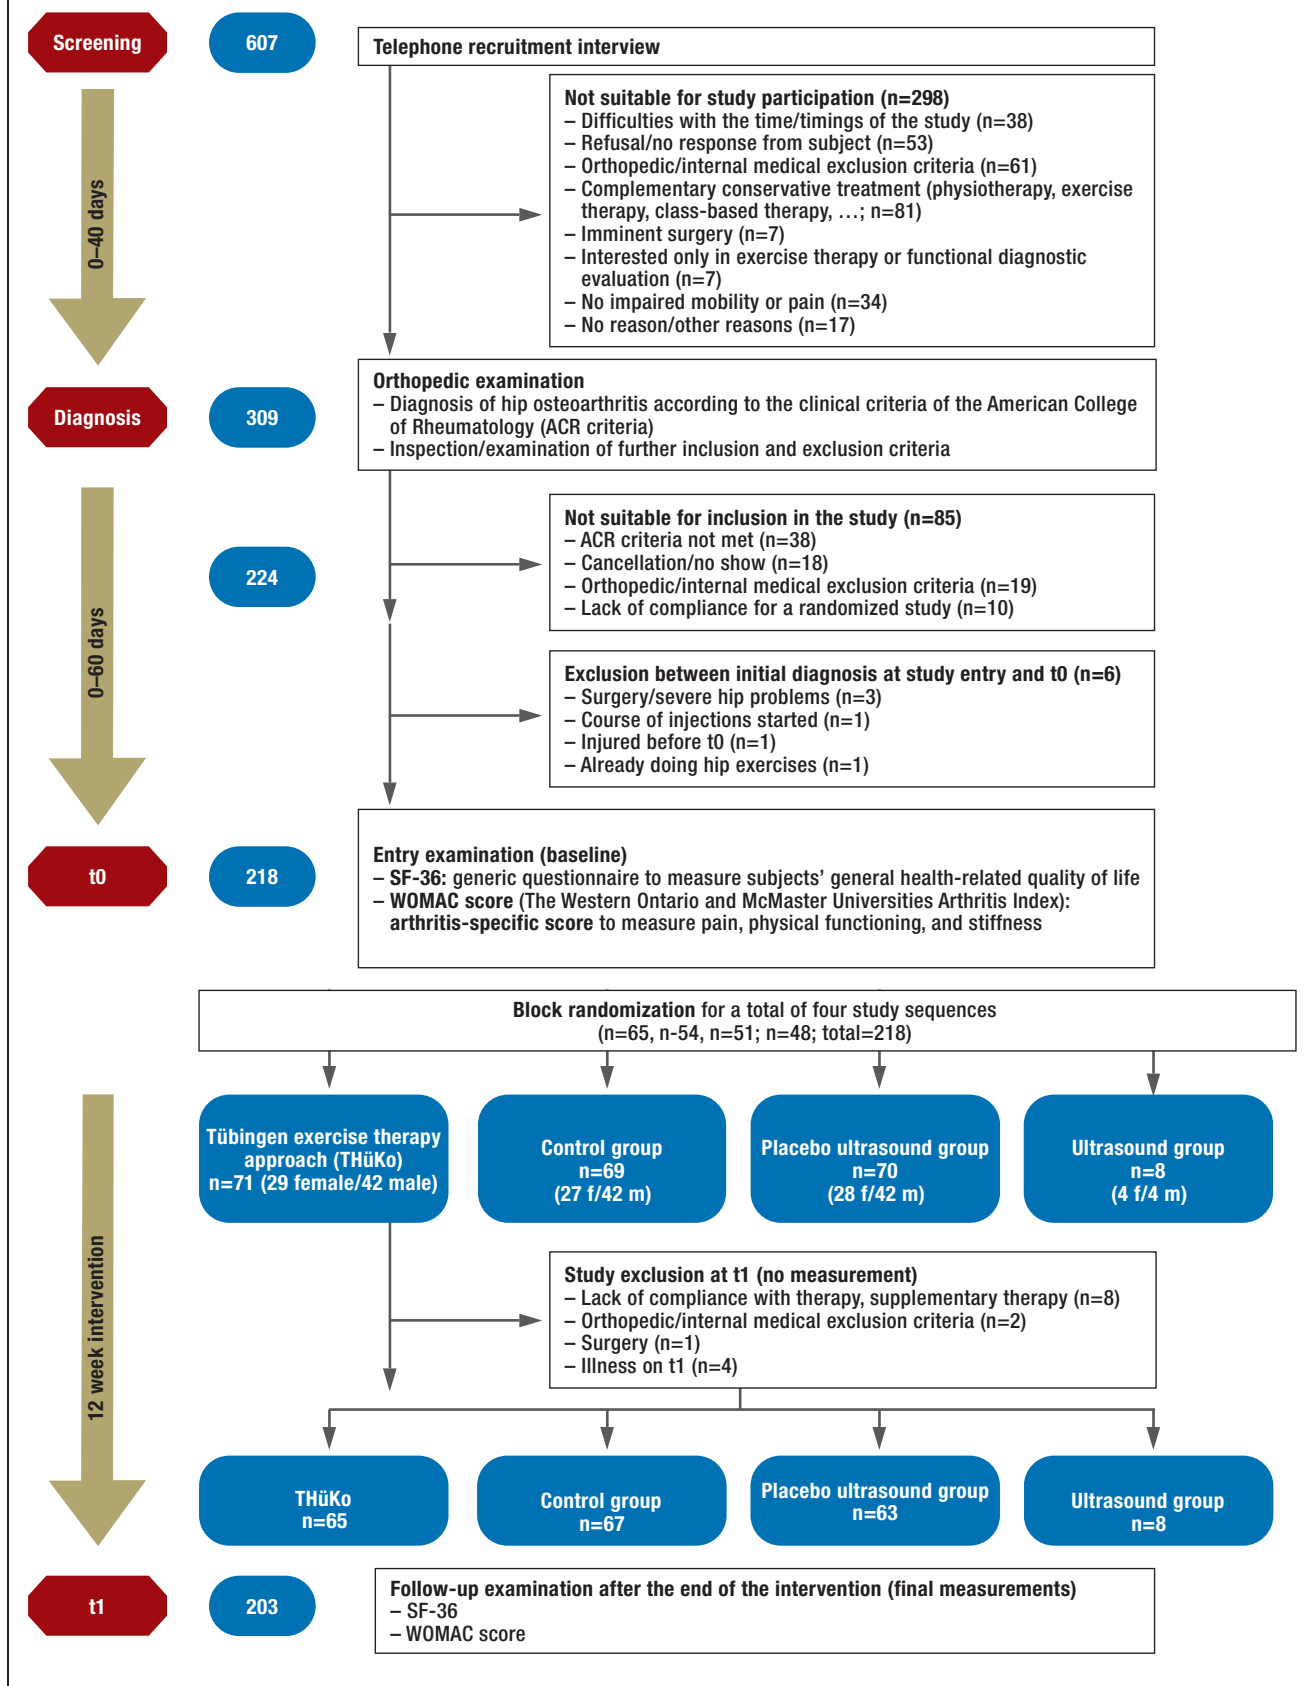 Screening
607
Telephone recruitment interview
0–40 days
Not suitable for study participation (n=298)
– Difficulties with the time/timings of the study (n=38)
– Refusal/no response from subject (n=53)
– Orthopedic/internal medical exclusion criteria (n=61)
– Complementary conservative treatment (physiotherapy, exercise
therapy, class-based therapy, …; n=81)
– Imminent surgery (n=7)
– Interested only in exercise therapy or functional diagnostic
evaluation (n=7)
– No impaired mobility or pain (n=34)
– No reason/other reasons (n=17)
Diagnosis
309
Orthopedic examination
– Diagnosis of hip osteoarthritis according to the clinical criteria of the American College
of Rheumatology (ACR criteria)
– Inspection/examination of further inclusion and exclusion criteria
0–60 days
224
Not suitable for inclusion in the study (n=85)
– ACR criteria not met (n=38)
– Cancellation/no show (n=18)
– Orthopedic/internal medical exclusion criteria (n=19)
– Lack of compliance for a randomized study (n=10)
Exclusion between initial diagnosis at study entry and t0 (n=6)
– Surgery/severe hip problems (n=3)
– Course of injections started (n=1)
– Injured before t0 (n=1)
– Already doing hip exercises (n=1)
t0
218
Entry examination (baseline)
– SF-36: generic questionnaire to measure subjects’ general health-related quality of life
– WOMAC score (The Western Ontario and McMaster Universities Arthritis Index):
arthritis-specific score to measure pain, physical functioning, and stiffness
Block randomization for a total of four study sequences
(n=65, n-54, n=51; n=48; total=218)
12 week intervention
Tübingen exercise therapy
approach (THüKo)
n=71 (29 female/42 male)
Control group
n=69
(27 f/42 m)
Placebo ultrasound group
n=70
(28 f/42 m)
Ultrasound group
n=8
(4 f/4 m)
Study exclusion at t1 (no measurement)
– Lack of compliance with therapy, supplementary therapy (n=8)
– Orthopedic/internal medical exclusion criteria (n=2)
– Surgery (n=1)
– Illness on t1 (n=4)
THüKo
n=65
Control group
n=67
Placebo ultrasound group
n=63
Ultrasound group
n=8
t1
203
Follow-up examination after the end of the intervention (final measurements)
– SF-36
– WOMAC score